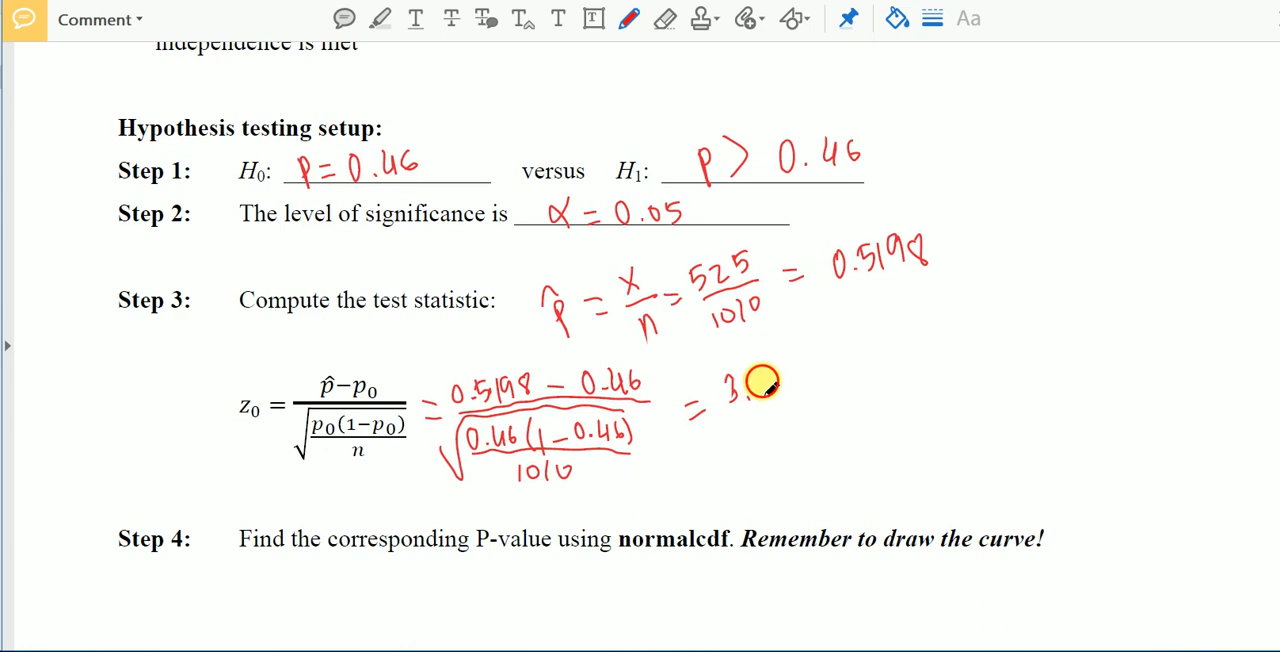 Comment
T T T T T T Aa
independence is met
Hypothesis testing setup:
Step 1: H₀: p = 0.46 versus H₁: p > 0.46
Step 2: The level of significance is α = 0.05
Step 3: Compute the test statistic: p̂ = x/n = 525/1010 = 0.5198
z₀ = (p̂−p₀)/√(p₀(1−p₀)/n) = (0.5198 − 0.46)/√(0.46(1−0.46)/1010) = 3.
Step 4: Find the corresponding P-value using normalcdf. Remember to draw the curve!